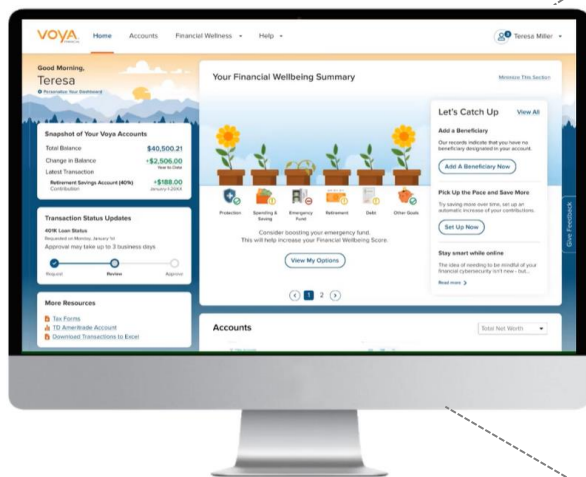 VOYA
FINANCIAL
Home
Accounts
Financial Wellness
Help
Teresa Miller
Good Morning,
Teresa
Personalize Your Dashboard
Snapshot of Your Voya Accounts
Total Balance $40,500.21
Change in Balance +$2,506.00
Year to Date
Latest Transaction
Retirement Savings Account (401k) +$188.00
Contribution
Transaction Status Updates
401K Loan Status
Requested on Monday, January 1st
Approval may take up to 3 business days
Request Review Approve
More Resources
Tax Forms
TD Ameritrade Account
Download Transactions to Excel
Your Financial Wellbeing Summary
Minimize This Section
Protection
Spending &
Saving
Emergency
Fund
Retirement
Debt
Other Goals
Consider boosting your emergency fund.
This will help increase your Financial Wellbeing Score.
View My Options
1 2
Let's Catch Up View All
Add a Beneficiary
Our records indicate that you have no
beneficiary designated in your account.
Add A Beneficiary Now
Pick Up the Pace and Save More
Try saving more over time, set up an
automatic increase of your contributions.
Set Up Now
Stay smart while online
The idea of needing to be mindful of your
financial cybersecurity isn't new - but...
Read more
Give Feedback
Accounts
Total Net Worth